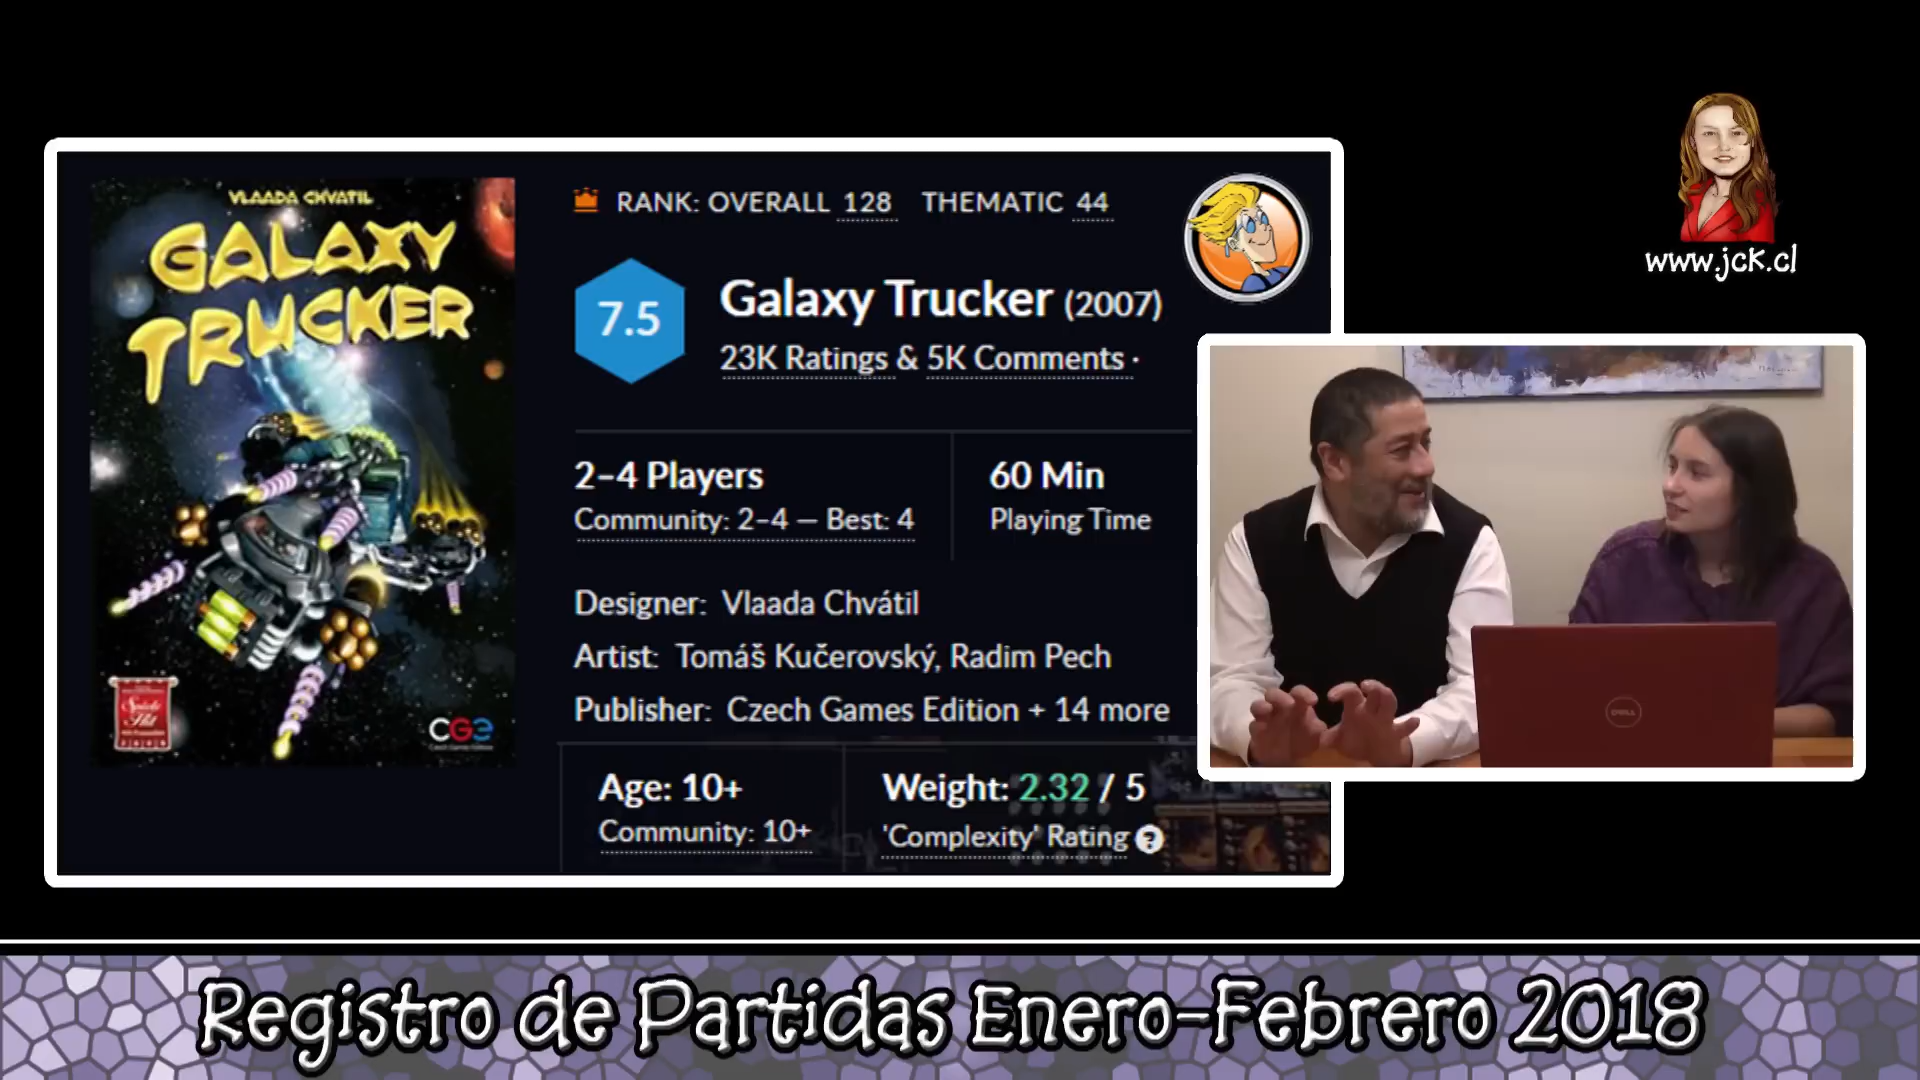 VLAADA CHVATIL
GALAXY
TRUCKER
CGE
Czech Games Edition
RANK: OVERALL 128 THEMATIC 44
7.5
Galaxy Trucker (2007)
23K Ratings & 5K Comments ·
2–4 Players
Community: 2–4 — Best: 4
60 Min
Playing Time
Designer: Vlaada Chvátil
Artist: Tomáš Kučerovský, Radim Pech
Publisher: Czech Games Edition + 14 more
Age: 10+
Community: 10+
Weight: 2.32 / 5
'Complexity' Rating ?
www.jck.cl
DELL
Registro de Partidas Enero-Febrero 2018